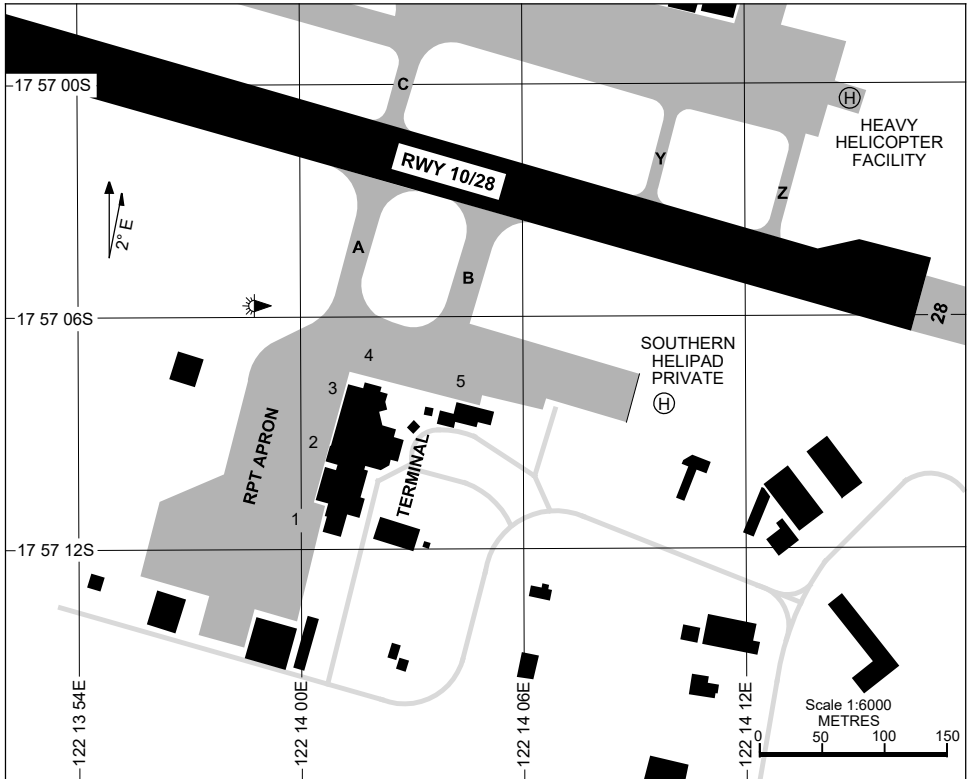 C
17 57 00S
H
HEAVY
HELICOPTER
FACILITY
RWY 10/28
Y
Z
2° E
A
B
17 57 06S
28
SOUTHERN
HELIPAD
PRIVATE
H
4
3
5
2
RPT APRON
TERMINAL
1
17 57 12S
122 13 54E
122 14 00E
122 14 06E
122 14 12E
Scale 1:6000
METRES
0
50
100
150